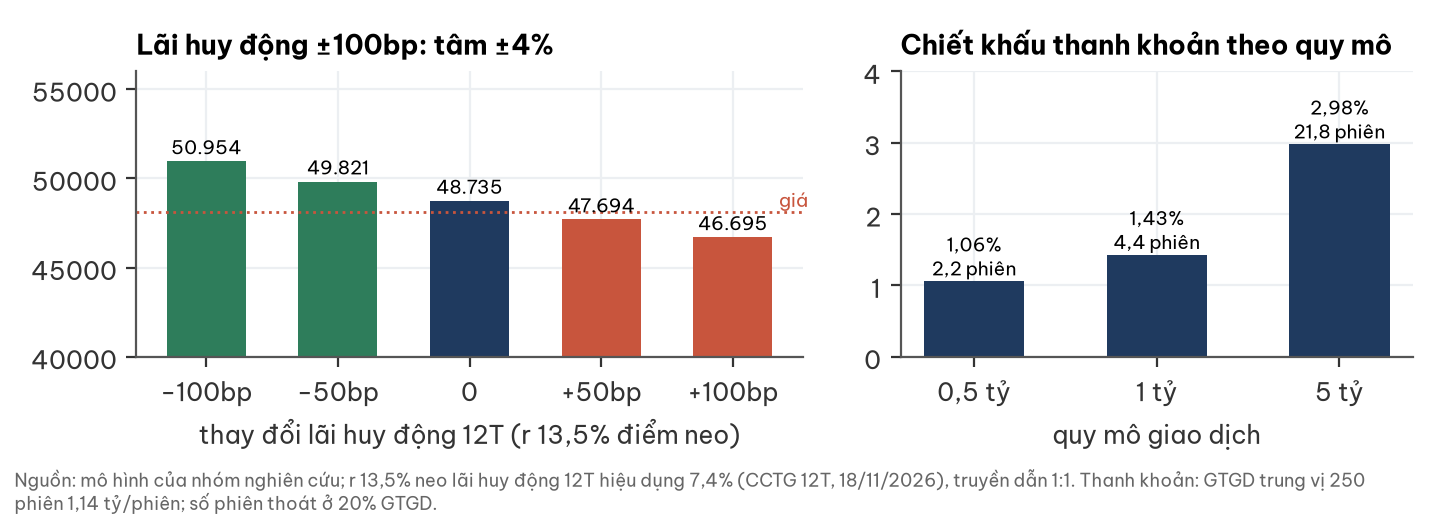 Lãi huy động ±100bp: tâm ±4%
55000
50000
45000
40000
50.954
49.821
48.735
47.694
46.695
giá
−100bp
−50bp
0
+50bp
+100bp
thay đổi lãi huy động 12T (r 13,5% điểm neo)
Chiết khấu thanh khoản theo quy mô
4
3
2
1
0
1,06%
2,2 phiên
1,43%
4,4 phiên
2,98%
21,8 phiên
0,5 tỷ
1 tỷ
5 tỷ
quy mô giao dịch
Nguồn: mô hình của nhóm nghiên cứu; r 13,5% neo lãi huy động 12T hiệu dụng 7,4% (CCTG 12T, 18/11/2026), truyền dẫn 1:1. Thanh khoản: GTGD trung vị 250
phiên 1,14 tỷ/phiên; số phiên thoát ở 20% GTGD.